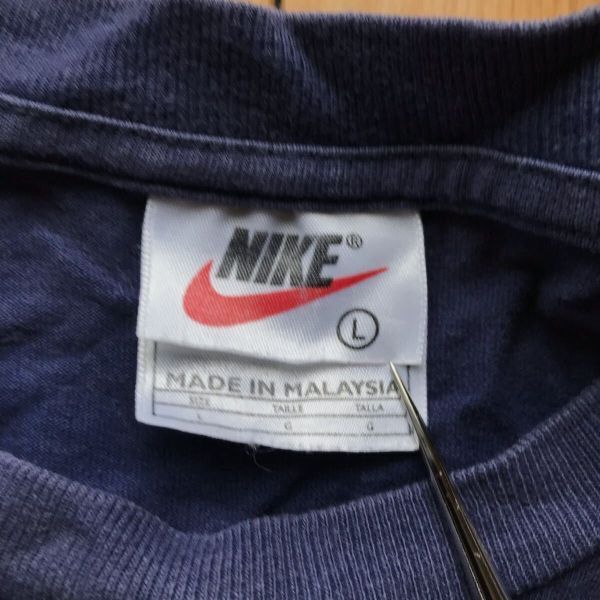 NIKE®
L
MADE IN MALAYSIA
SIZE TAILLE TALLA
L G G